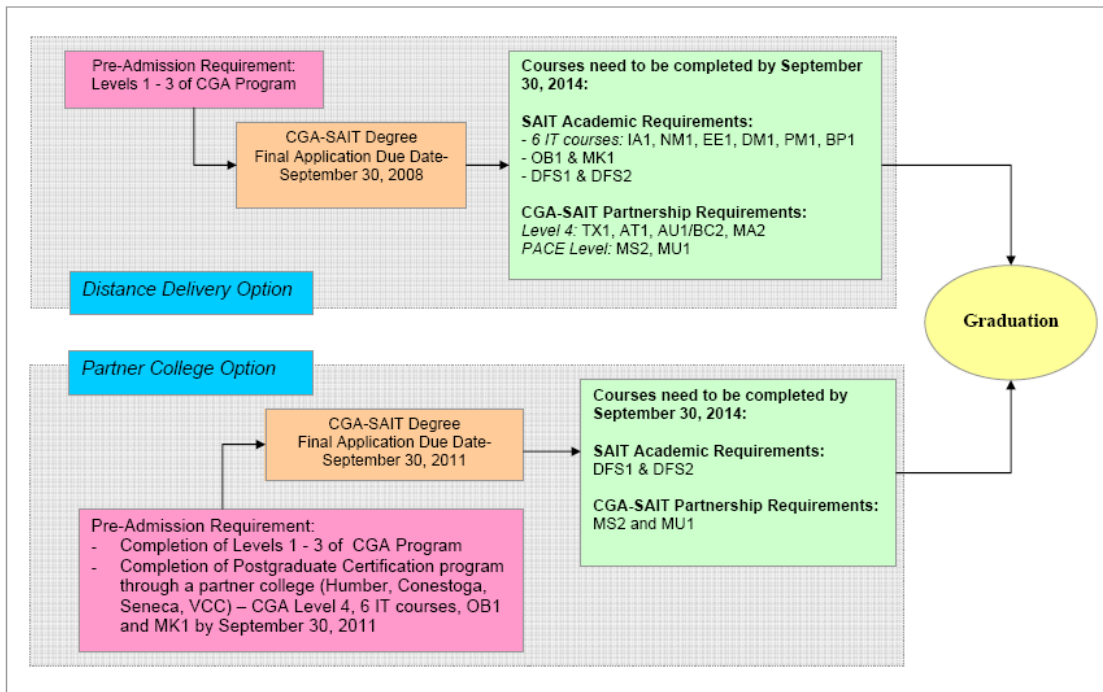 Pre-Admission Requirement:
Levels 1 - 3 of CGA Program
CGA-SAIT Degree
Final Application Due Date-
September 30, 2008
Courses need to be completed by September
30, 2014:
SAIT Academic Requirements:
- 6 IT courses: IA1, NM1, EE1, DM1, PM1, BP1
- OB1 & MK1
- DFS1 & DFS2
CGA-SAIT Partnership Requirements:
Level 4: TX1, AT1, AU1/BC2, MA2
PACE Level: MS2, MU1
Distance Delivery Option
Graduation
Partner College Option
CGA-SAIT Degree
Final Application Due Date-
September 30, 2011
Courses need to be completed by
September 30, 2014:
SAIT Academic Requirements:
DFS1 & DFS2
CGA-SAIT Partnership Requirements:
MS2 and MU1
Pre-Admission Requirement:
- Completion of Levels 1 - 3 of CGA Program
- Completion of Postgraduate Certification program
through a partner college (Humber, Conestoga,
Seneca, VCC) – CGA Level 4, 6 IT courses, OB1
and MK1 by September 30, 2011